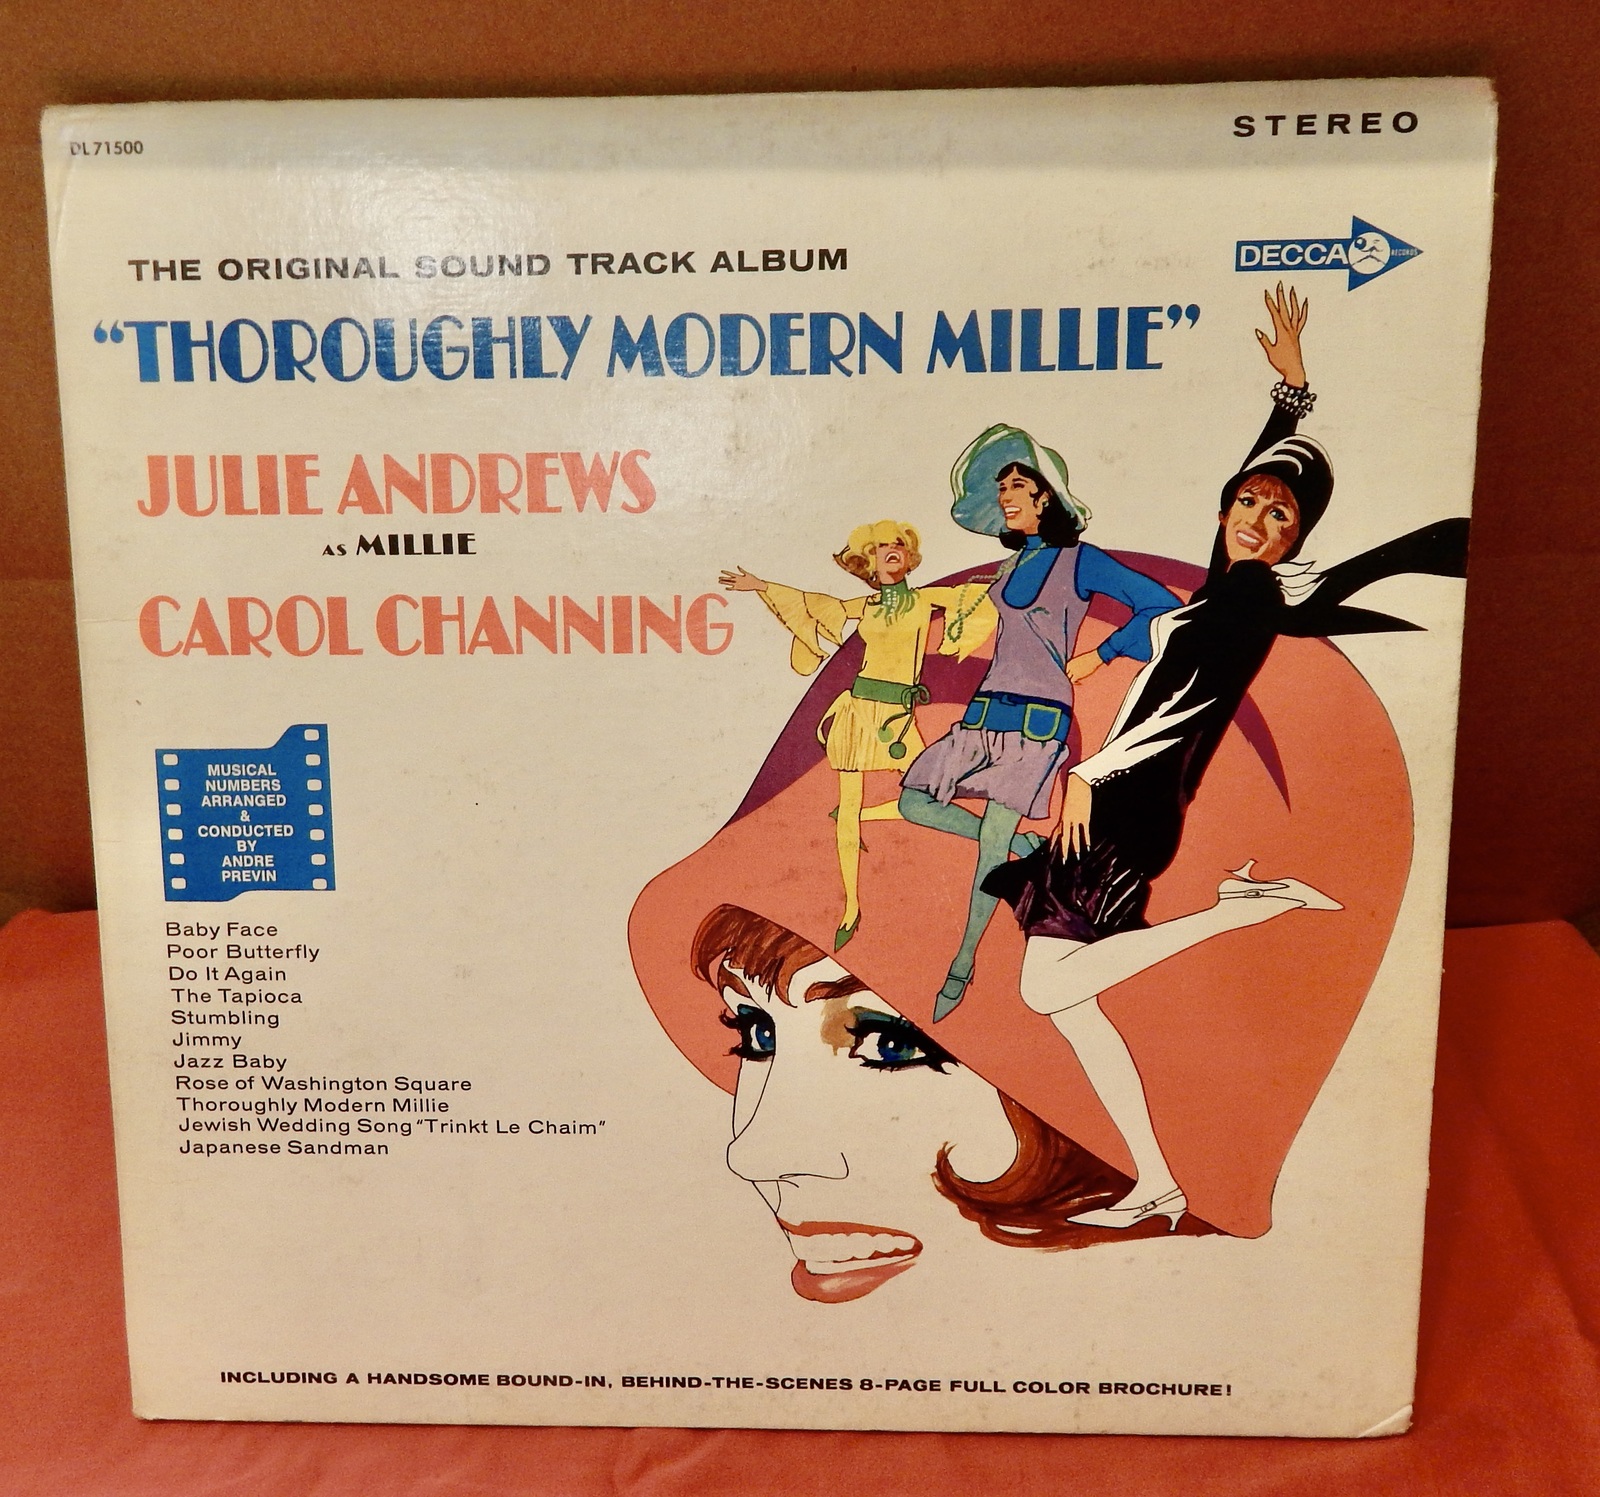 DL71500
STEREO
DECCA RECORDS
THE ORIGINAL SOUND TRACK ALBUM
“THOROUGHLY MODERN MILLIE”
JULIE ANDREWS
AS MILLIE
CAROL CHANNING
MUSICAL
NUMBERS
ARRANGED
&
CONDUCTED
BY
ANDRE
PREVIN
Baby Face
Poor Butterfly
Do It Again
The Tapioca
Stumbling
Jimmy
Jazz Baby
Rose of Washington Square
Thoroughly Modern Millie
Jewish Wedding Song “Trinkt Le Chaim”
Japanese Sandman
INCLUDING A HANDSOME BOUND-IN, BEHIND-THE-SCENES 8-PAGE FULL COLOR BROCHURE!